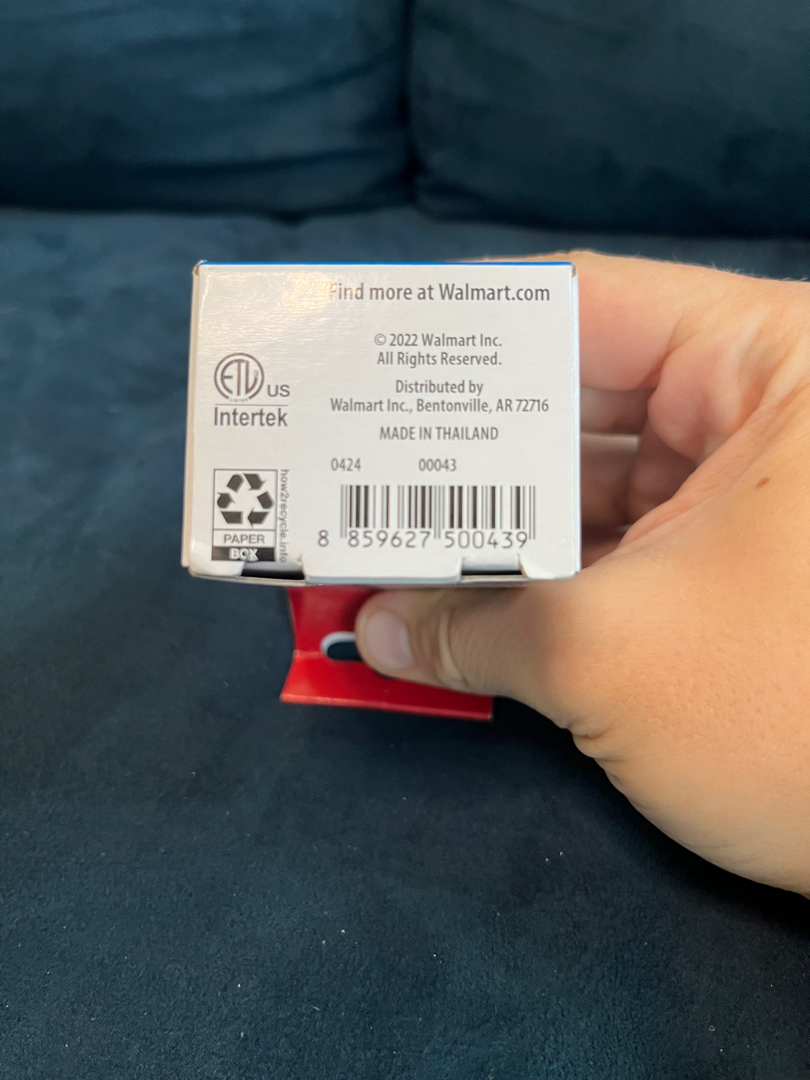 Find more at Walmart.com
© 2022 Walmart Inc.
All Rights Reserved.
Distributed by
Walmart Inc., Bentonville, AR 72716
MADE IN THAILAND
0424 00043
8 859627 500439
ETL US
LISTED
Intertek
PAPER
BOX
how2recycle.info